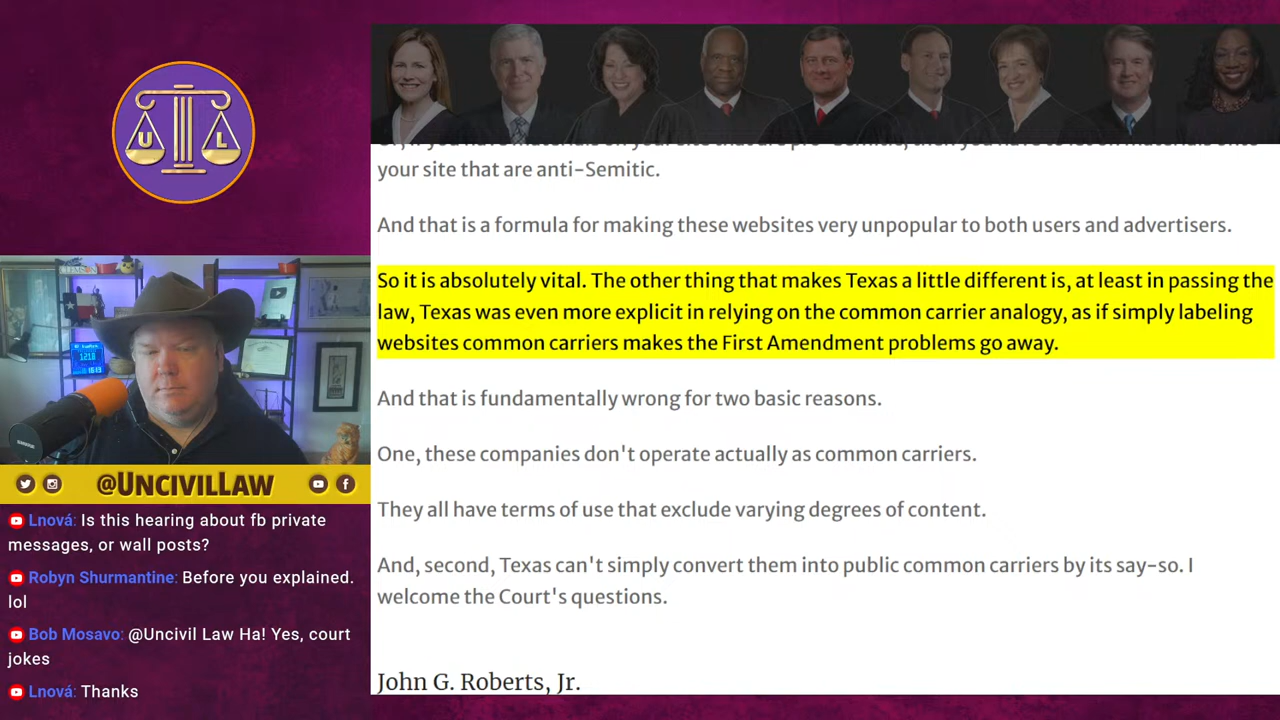 U L
your site that are anti-Semitic.
And that is a formula for making these websites very unpopular to both users and advertisers.
So it is absolutely vital. The other thing that makes Texas a little different is, at least in passing the
law, Texas was even more explicit in relying on the common carrier analogy, as if simply labeling
websites common carriers makes the First Amendment problems go away.
And that is fundamentally wrong for two basic reasons.
One, these companies don't operate actually as common carriers.
They all have terms of use that exclude varying degrees of content.
And, second, Texas can't simply convert them into public common carriers by its say-so. I
welcome the Court's questions.
John G. Roberts, Jr.
CLEMSON
@UNCIVILLAW
Lnová: Is this hearing about fb private
messages, or wall posts?
Robyn Shurmantine: Before you explained.
lol
Bob Mosavo: @Uncivil Law Ha! Yes, court
jokes
Lnová: Thanks